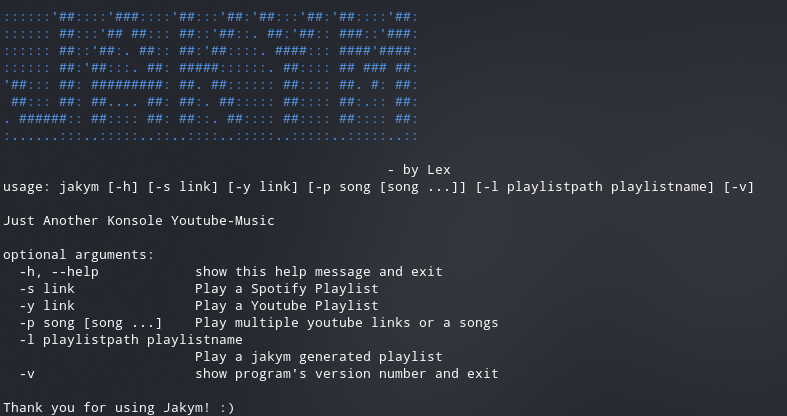 ::::::'##::::'###::::'##:::'##:'##:::'##:'##::::'##:
:::::: ##:::'## ##::: ##::'##::. ##:'##:: ###::'###:
:::::: ##::'##:. ##:: ##:'##::::. ####::: ####'####:
:::::: ##:'##:::. ##: #####::::::. ##:::: ## ### ##:
'##::: ##: #########: ##. ##:::::: ##:::: ##. #: ##:
 ##::: ##: ##.... ##: ##:. ##::::: ##:::: ##:.:: ##:
. ######:: ##:::: ##: ##::. ##:::: ##:::: ##:::: ##:
:......:::..:::::..::..::::..:::::..:::::..:::::..::
- by Lex
usage: jakym [-h] [-s link] [-y link] [-p song [song ...]] [-l playlistpath playlistname] [-v]
Just Another Konsole Youtube-Music
optional arguments:
  -h, --help            show this help message and exit
  -s link               Play a Spotify Playlist
  -y link               Play a Youtube Playlist
  -p song [song ...]    Play multiple youtube links or a songs
  -l playlistpath playlistname
                        Play a jakym generated playlist
  -v                    show program's version number and exit
Thank you for using Jakym! :)